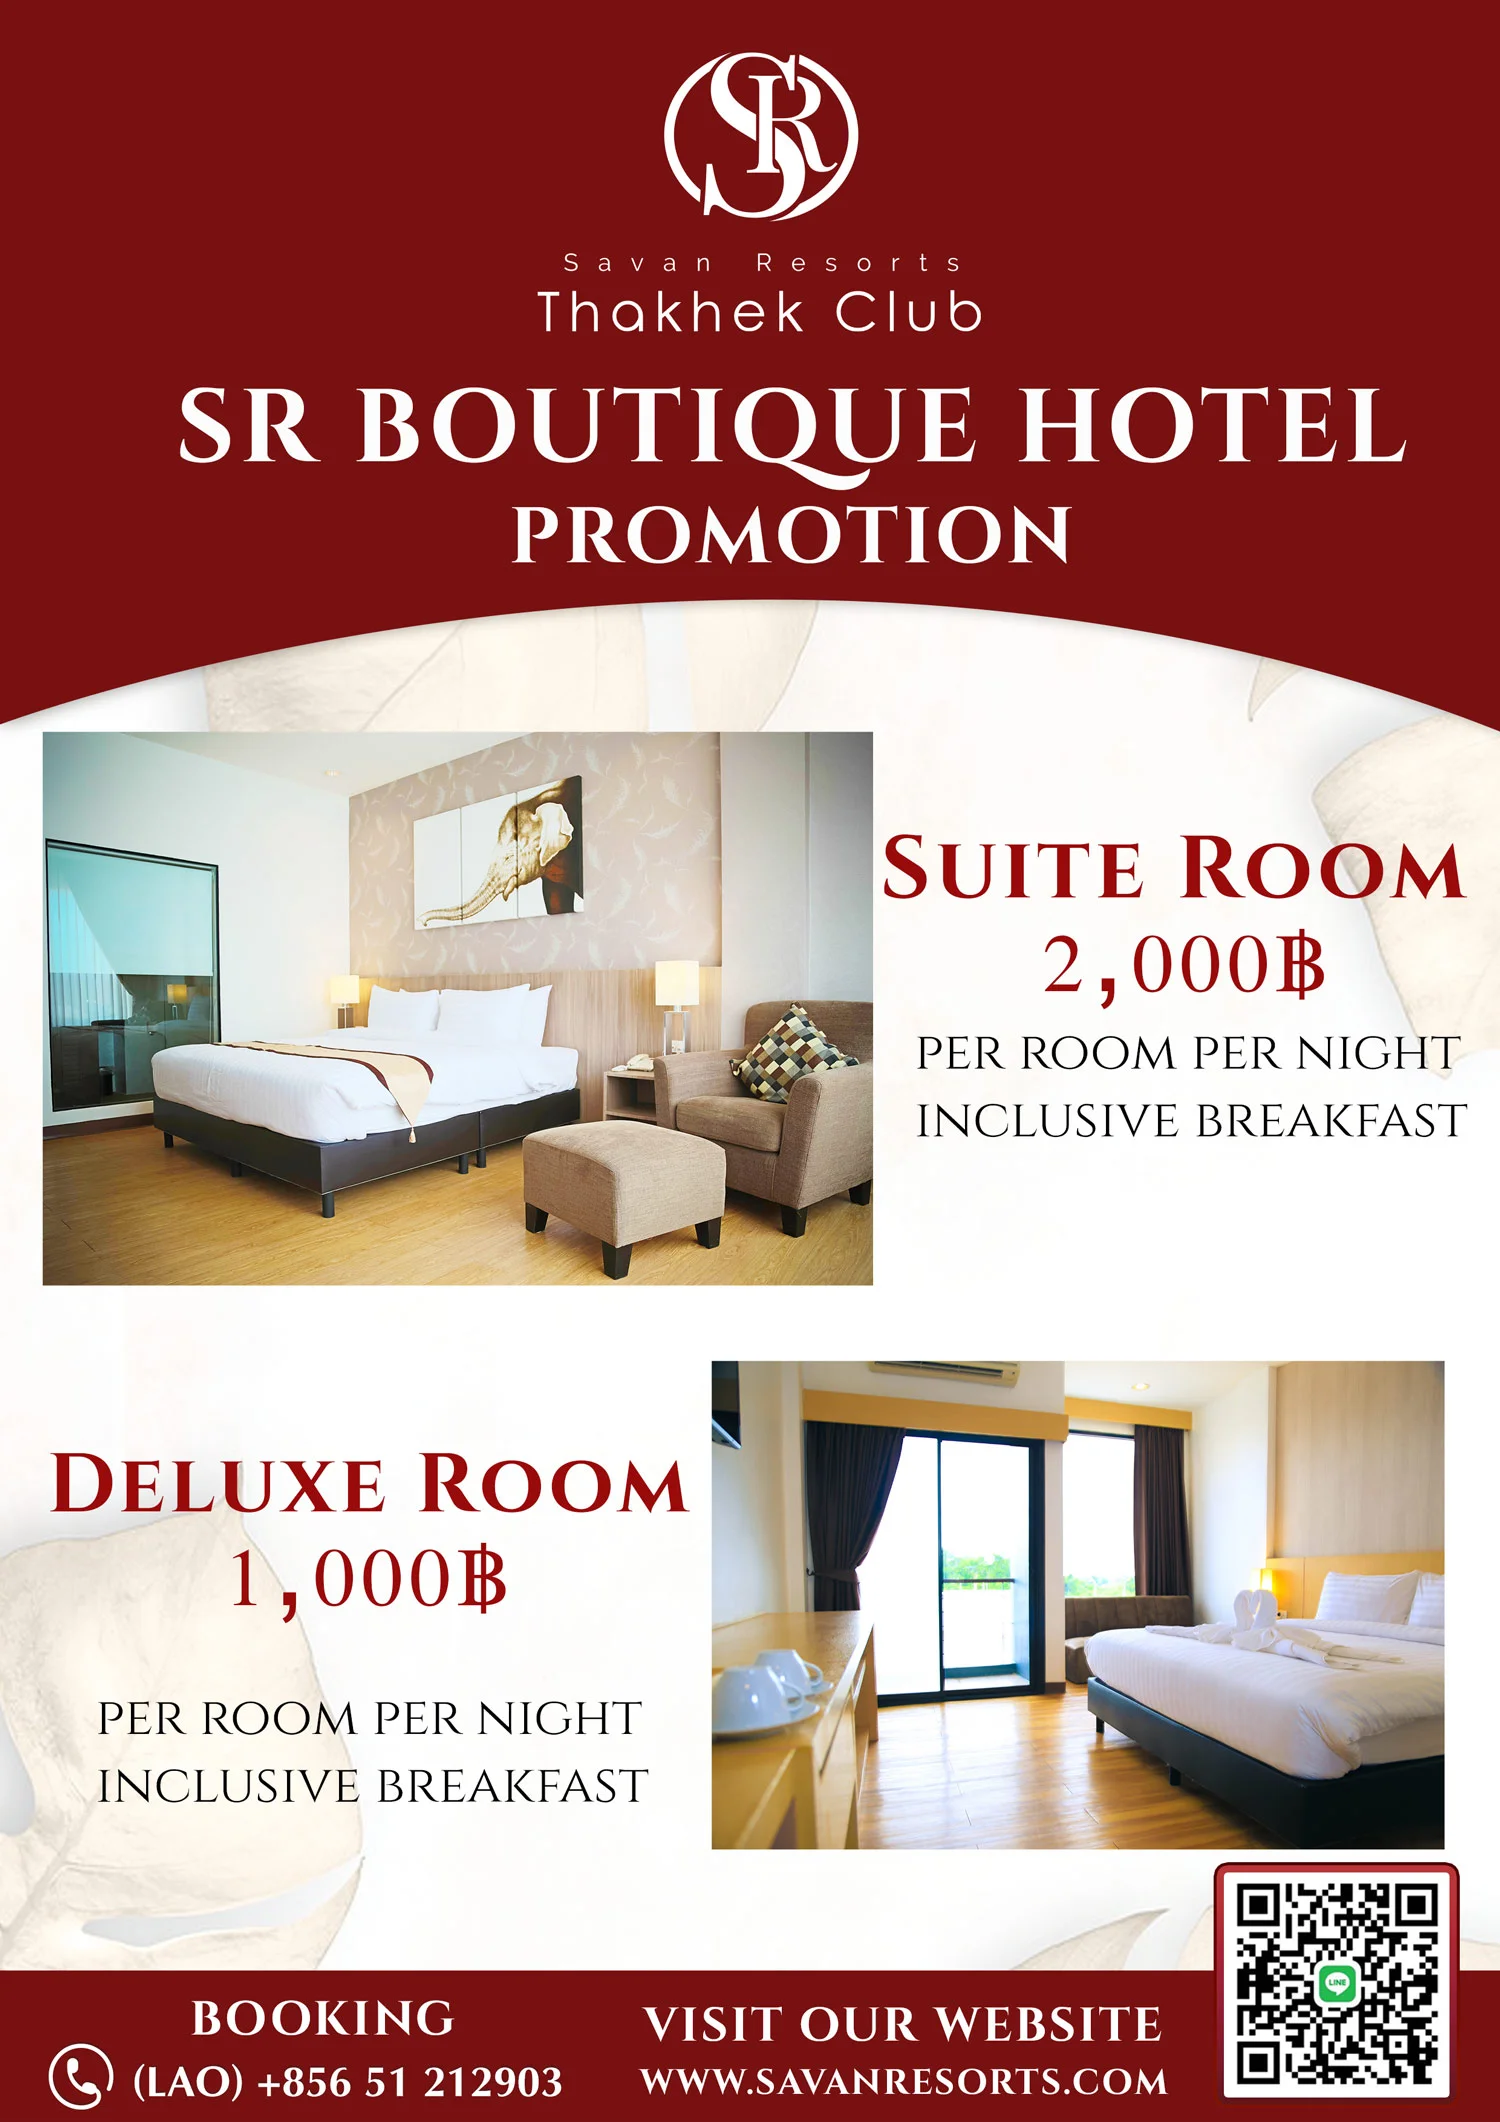 SR
Savan Resorts
Thakhek Club
SR BOUTIQUE HOTEL
PROMOTION
SUITE ROOM
2,000฿
PER ROOM PER NIGHT
INCLUSIVE BREAKFAST
DELUXE ROOM
1,000฿
PER ROOM PER NIGHT
INCLUSIVE BREAKFAST
LINE
BOOKING
(LAO) +856 51 212903
VISIT OUR WEBSITE
WWW.SAVANRESORTS.COM